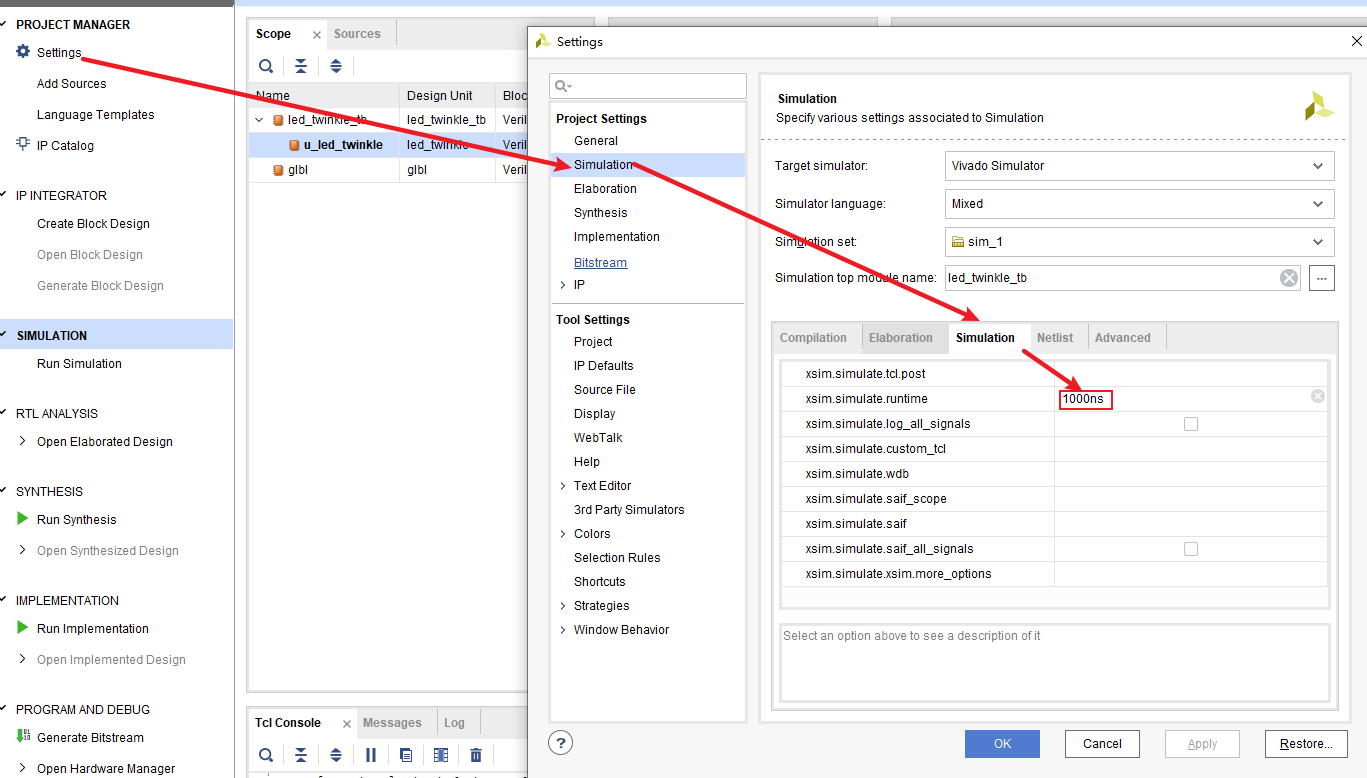 PROJECT MANAGER
Settings
Add Sources
Language Templates
IP Catalog
IP INTEGRATOR
Create Block Design
Open Block Design
Generate Block Design
SIMULATION
Run Simulation
RTL ANALYSIS
Open Elaborated Design
SYNTHESIS
Run Synthesis
Open Synthesized Design
IMPLEMENTATION
Run Implementation
Open Implemented Design
PROGRAM AND DEBUG
Generate Bitstream
Open Hardware Manager
Scope
Sources
Name
Design Unit
Bloc
led_twinkle_tb
led_twinkle_tb
Veril
u_led_twinkle
led_twinkle
Veril
glbl
glbl
Veril
Tcl Console
Messages
Log
Settings
Project Settings
General
Simulation
Elaboration
Synthesis
Implementation
Bitstream
IP
Tool Settings
Project
IP Defaults
Source File
Display
WebTalk
Help
Text Editor
3rd Party Simulators
Colors
Selection Rules
Shortcuts
Strategies
Window Behavior
Simulation
Specify various settings associated to Simulation
Target simulator:
Vivado Simulator
Simulator language:
Mixed
Simulation set:
sim_1
Simulation top module name:
led_twinkle_tb
...
Compilation
Elaboration
Simulation
Netlist
Advanced
xsim.simulate.tcl.post
xsim.simulate.runtime
1000ns
xsim.simulate.log_all_signals
xsim.simulate.custom_tcl
xsim.simulate.wdb
xsim.simulate.saif_scope
xsim.simulate.saif
xsim.simulate.saif_all_signals
xsim.simulate.xsim.more_options
Select an option above to see a description of it
?
OK
Cancel
Apply
Restore...